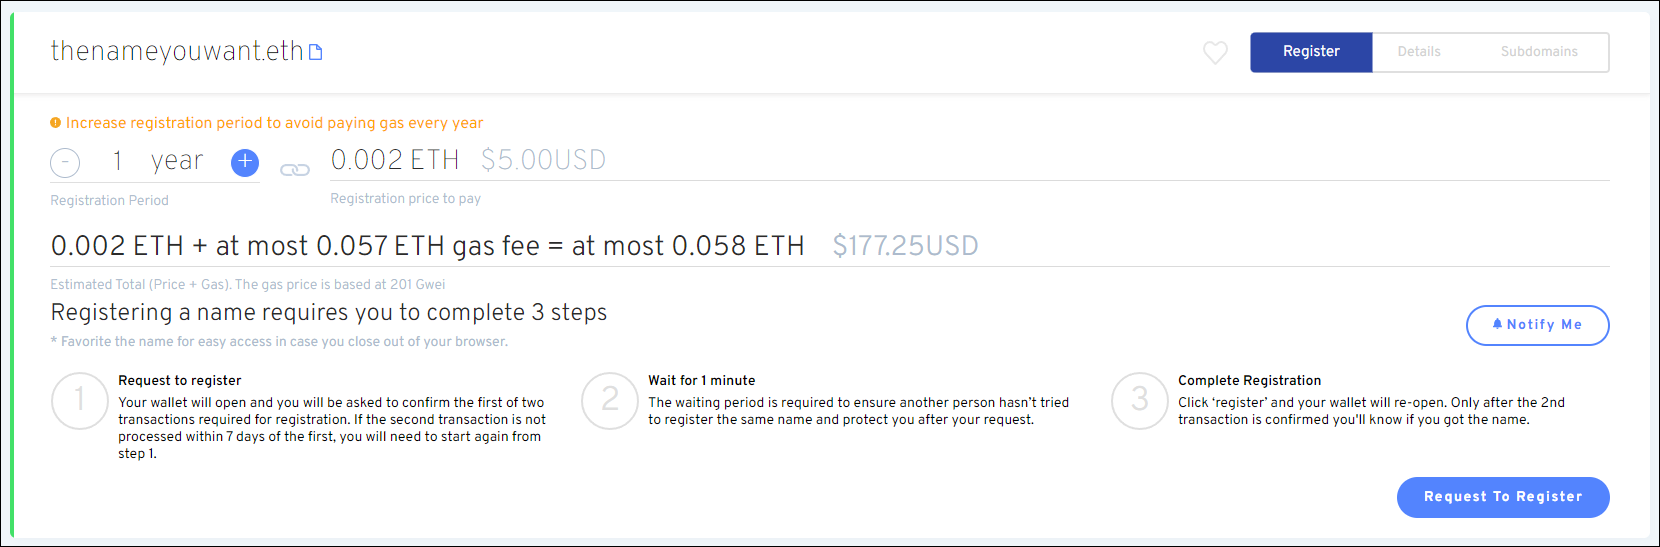 thenameyouwant.eth
Register
Details
Subdomains
Increase registration period to avoid paying gas every year
- 1 year +
0.002 ETH $5.00USD
Registration Period
Registration price to pay
0.002 ETH + at most 0.057 ETH gas fee = at most 0.058 ETH $177.25USD
Estimated Total (Price + Gas). The gas price is based at 201 Gwei
Registering a name requires you to complete 3 steps
Notify Me
* Favorite the name for easy access in case you close out of your browser.
1
Request to register
Your wallet will open and you will be asked to confirm the first of two
transactions required for registration. If the second transaction is not
processed within 7 days of the first, you will need to start again from
step 1.
2
Wait for 1 minute
The waiting period is required to ensure another person hasn’t tried
to register the same name and protect you after your request.
3
Complete Registration
Click ‘register’ and your wallet will re-open. Only after the 2nd
transaction is confirmed you'll know if you got the name.
Request To Register